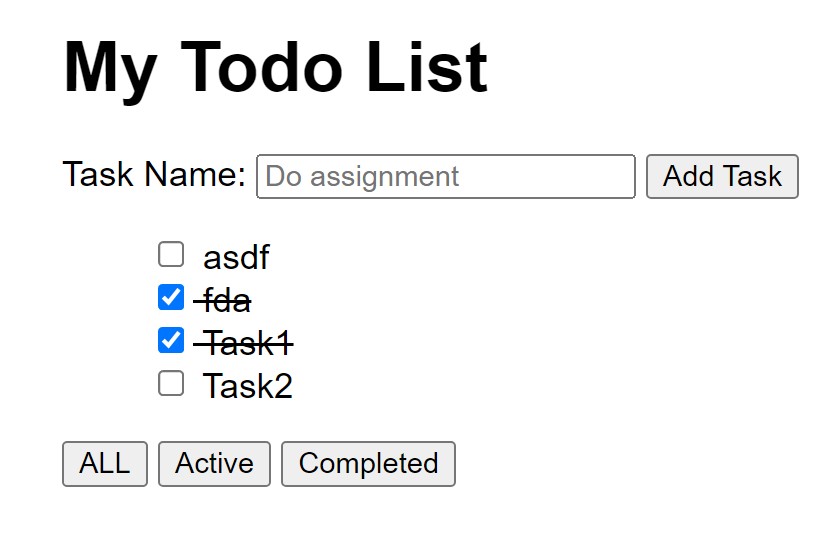 My Todo List
Task Name: Do assignment Add Task
asdf
fda
Task1
Task2
ALL Active Completed